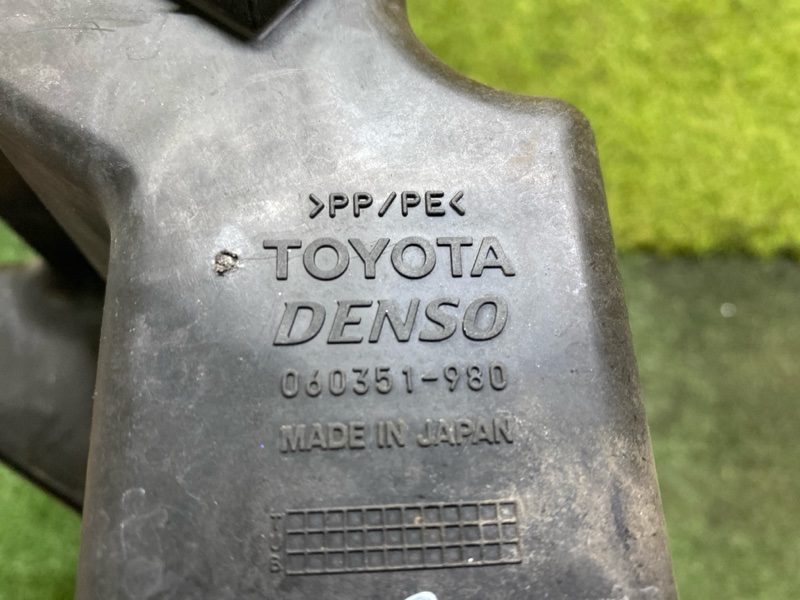 >PP/PE<
TOYOTA
DENSO
060351-980
MADE IN JAPAN